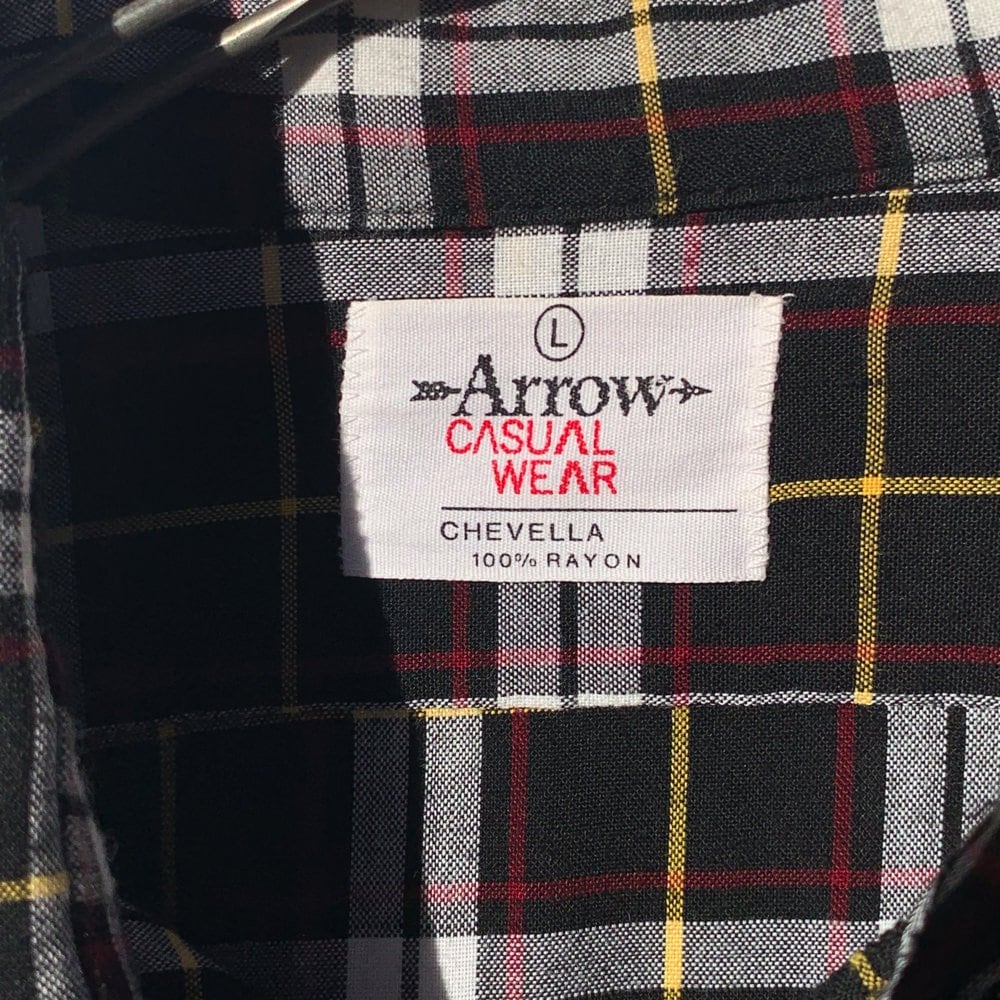 L
Arrow
CASUAL
WEAR
CHEVELLA
100% RAYON